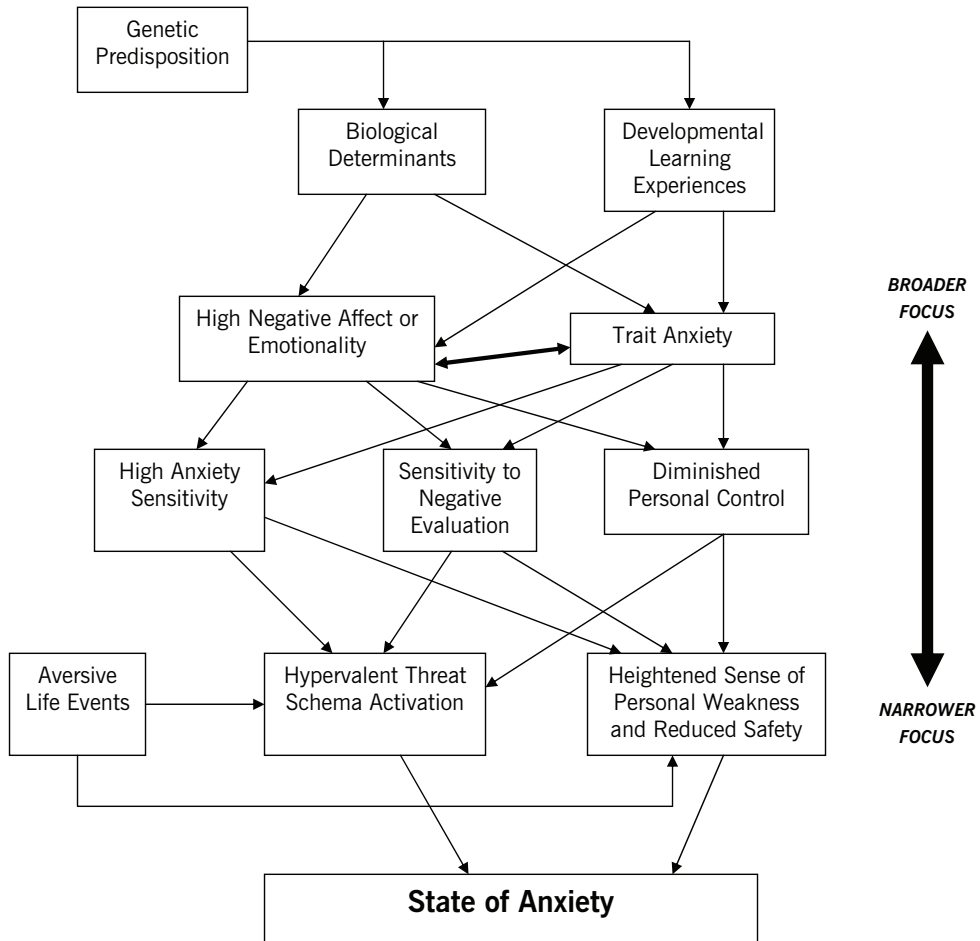 Genetic
Predisposition
Biological
Determinants
Developmental
Learning
Experiences
High Negative Affect or
Emotionality
Trait Anxiety
BROADER
FOCUS
High Anxiety
Sensitivity
Sensitivity to
Negative
Evaluation
Diminished
Personal Control
Aversive
Life Events
Hypervalent Threat
Schema Activation
Heightened Sense of
Personal Weakness
and Reduced Safety
NARROWER
FOCUS
State of Anxiety